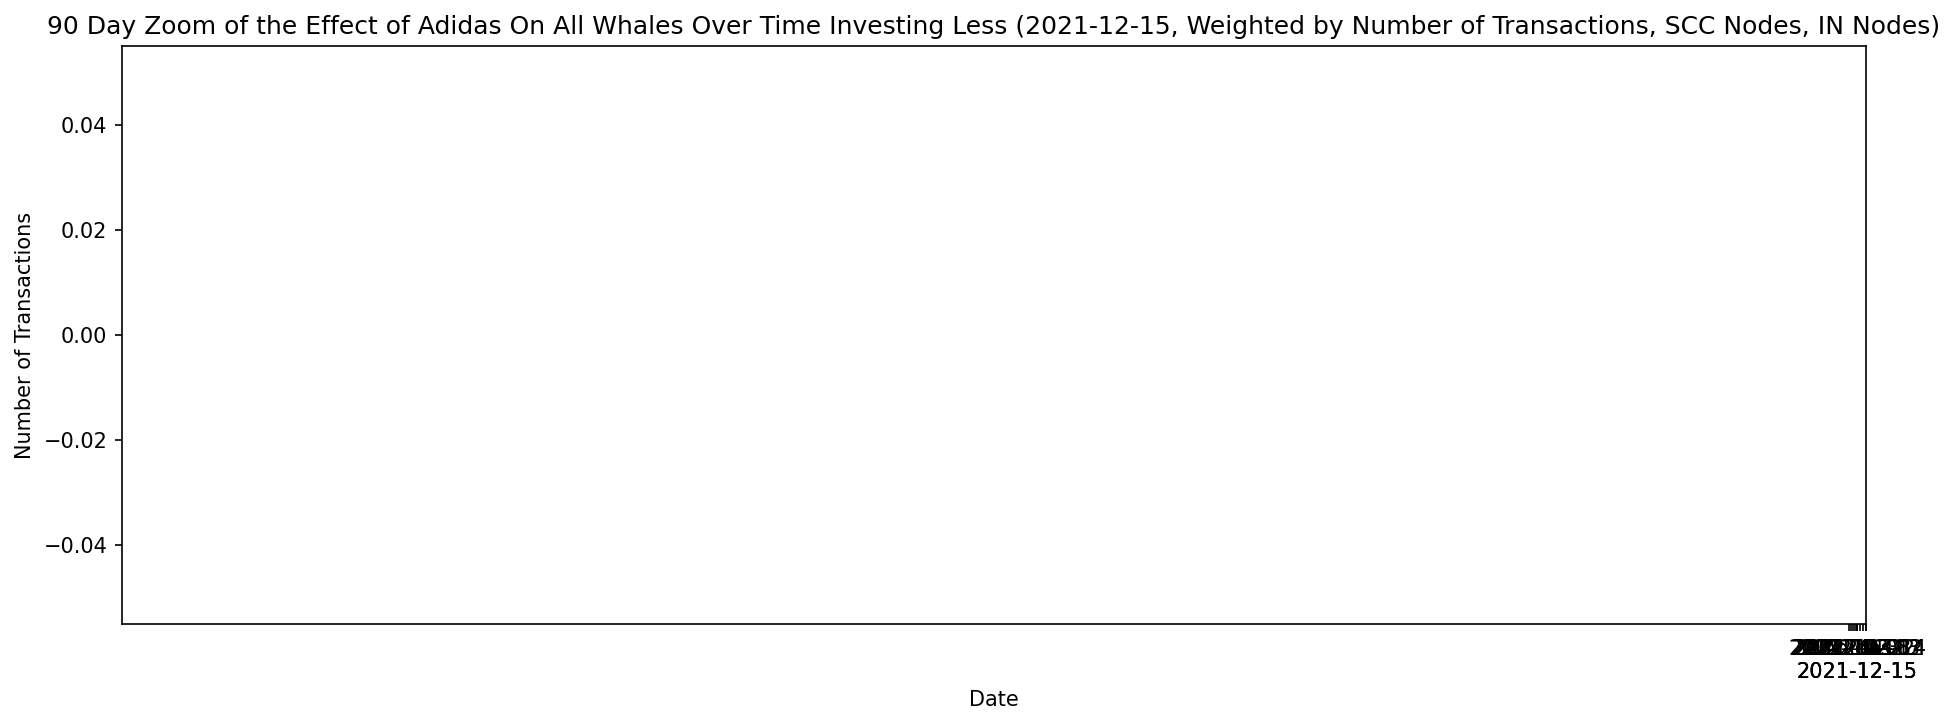 90 Day Zoom of the Effect of Adidas On All Whales Over Time Investing Less (2021-12-15, Weighted by Number of Transactions, SCC Nodes, IN Nodes)
Number of Transactions
0.04
0.02
0.00
−0.02
−0.04
2021-12-15
Date